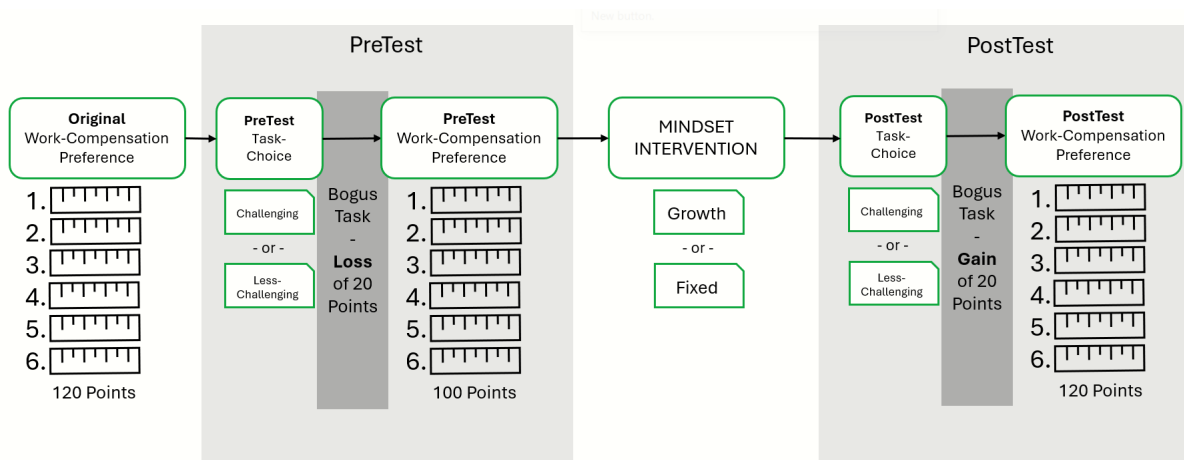 New button
PreTest
PostTest
Original
Work-Compensation
Preference
1.
2.
3.
4.
5.
6.
120 Points
PreTest
Task-
Choice
Challenging
- or -
Less-
Challenging
Bogus
Task
-
Loss
of 20
Points
PreTest
Work-Compensation
Preference
1.
2.
3.
4.
5.
6.
100 Points
MINDSET
INTERVENTION
Growth
- or -
Fixed
PostTest
Task-
Choice
Challenging
- or -
Less-
Challenging
Bogus
Task
-
Gain
of 20
Points
PostTest
Work-Compensation
Preference
1.
2.
3.
4.
5.
6.
120 Points